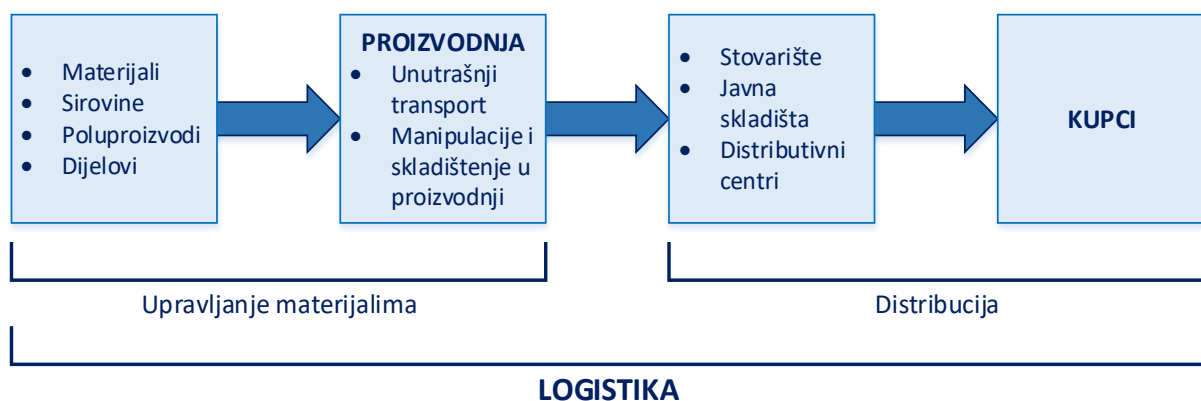 • Materijali
• Sirovine
• Poluproizvodi
• Dijelovi
PROIZVODNJA
• Unutrašnji
transport
• Manipulacije i
skladištenje u
proizvodnji
• Stovarište
• Javna
skladišta
• Distributivni
centri
KUPCI
Upravljanje materijalima
Distribucija
LOGISTIKA